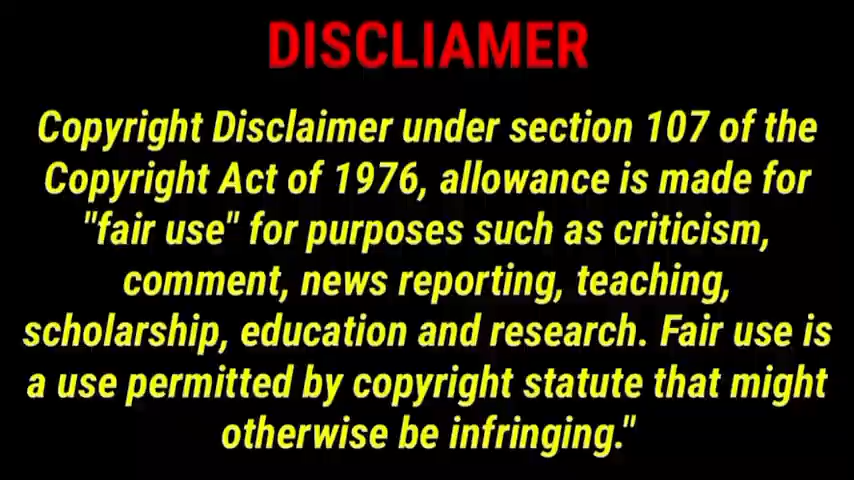 DISCLIAMER
Copyright Disclaimer under section 107 of the
Copyright Act of 1976, allowance is made for
"fair use" for purposes such as criticism,
comment, news reporting, teaching,
scholarship, education and research. Fair use is
a use permitted by copyright statute that might
otherwise be infringing."